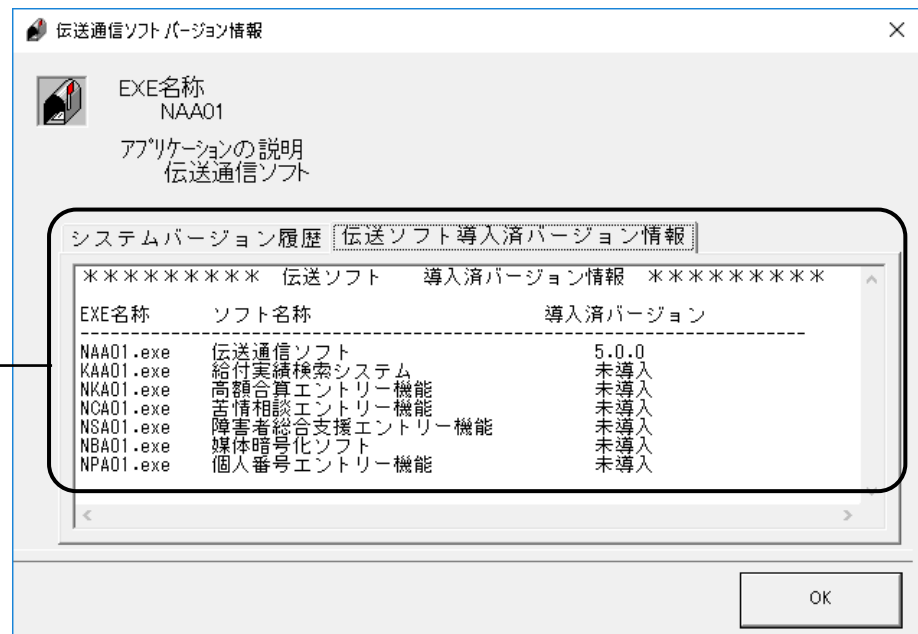 伝送通信ソフト バージョン情報
EXE名称
NAA01
アプリケーションの説明
伝送通信ソフト
システムバージョン履歴 伝送ソフト導入済バージョン情報
********* 伝送ソフト 導入済バージョン情報 *********
EXE名称 ソフト名称 導入済バージョン
--------------------------------------------------------------------------------
NAA01.exe 伝送通信ソフト 5.0.0
KAA01.exe 給付実績検索システム 未導入
NKA01.exe 高額合算エントリー機能 未導入
NCA01.exe 苦情相談エントリー機能 未導入
NSA01.exe 障害者総合支援エントリー機能 未導入
NBA01.exe 媒体暗号化ソフト 未導入
NPA01.exe 個人番号エントリー機能 未導入
OK